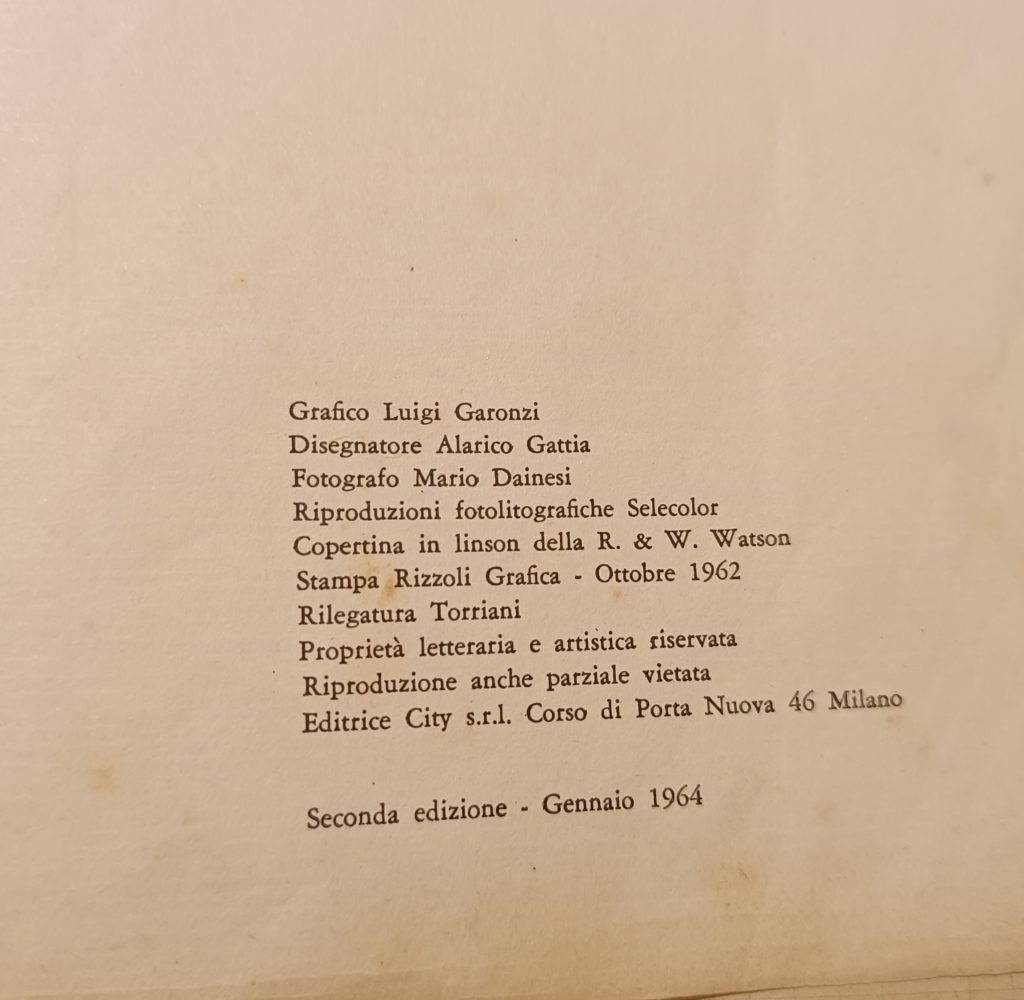 Grafico Luigi Garonzi
Disegnatore Alarico Gattia
Fotografo Mario Dainesi
Riproduzioni fotolitografiche Selecolor
Copertina in linson della R. & W. Watson
Stampa Rizzoli Grafica - Ottobre 1962
Rilegatura Torriani
Proprietà letteraria e artistica riservata
Riproduzione anche parziale vietata
Editrice City s.r.l. Corso di Porta Nuova 46 Milano
Seconda edizione - Gennaio 1964